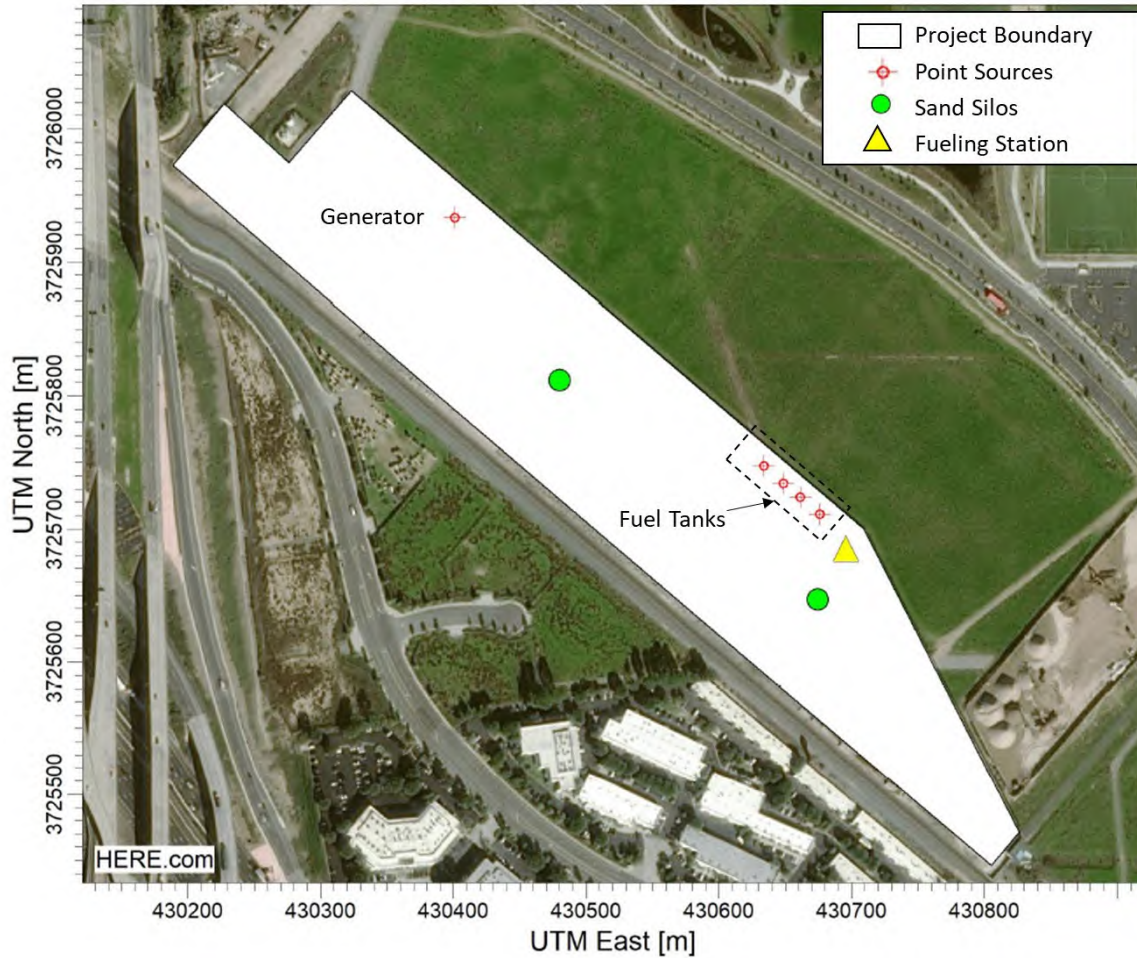 Project Boundary
Point Sources
Sand Silos
Fueling Station
Generator
Fuel Tanks
UTM North [m]
3726000
3725900
3725800
3725700
3725600
3725500
HERE.com
430200 430300 430400 430500 430600 430700 430800
UTM East [m]